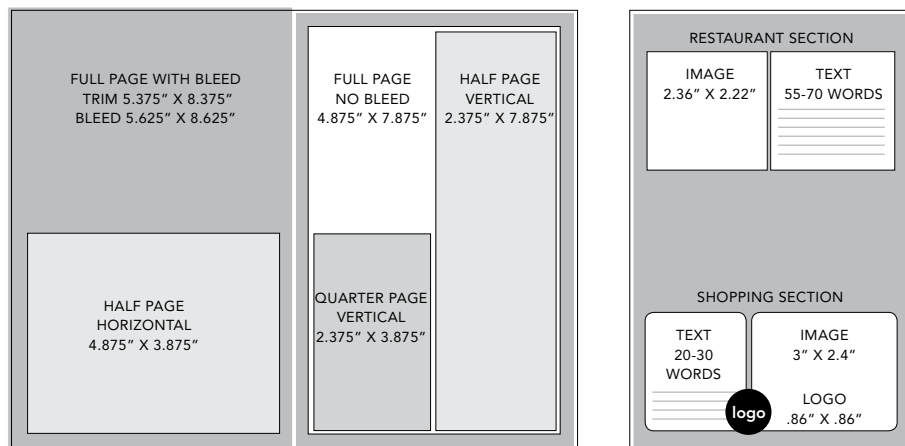 FULL PAGE WITH BLEED
TRIM 5.375” X 8.375”
BLEED 5.625” X 8.625”
HALF PAGE
HORIZONTAL
4.875” X 3.875”
FULL PAGE
NO BLEED
4.875” X 7.875”
HALF PAGE
VERTICAL
2.375” X 7.875”
QUARTER PAGE
VERTICAL
2.375” X 3.875”
RESTAURANT SECTION
IMAGE
2.36” X 2.22”
TEXT
55-70 WORDS
SHOPPING SECTION
TEXT
20-30
WORDS
IMAGE
3” X 2.4”
LOGO
.86” X .86”
logo